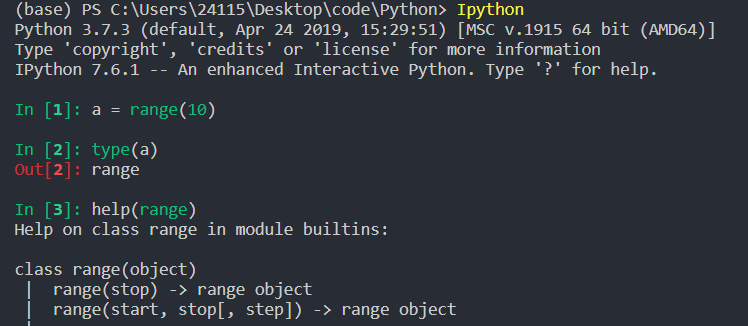 (base) PS C:\Users\24115\Desktop\code\Python> Ipython
Python 3.7.3 (default, Apr 24 2019, 15:29:51) [MSC v.1915 64 bit (AMD64)]
Type 'copyright', 'credits' or 'license' for more information
IPython 7.6.1 -- An enhanced Interactive Python. Type '?' for help.

In [1]: a = range(10)

In [2]: type(a)
Out[2]: range

In [3]: help(range)
Help on class range in module builtins:

class range(object)
 |  range(stop) -> range object
 |  range(start, stop[, step]) -> range object
 |